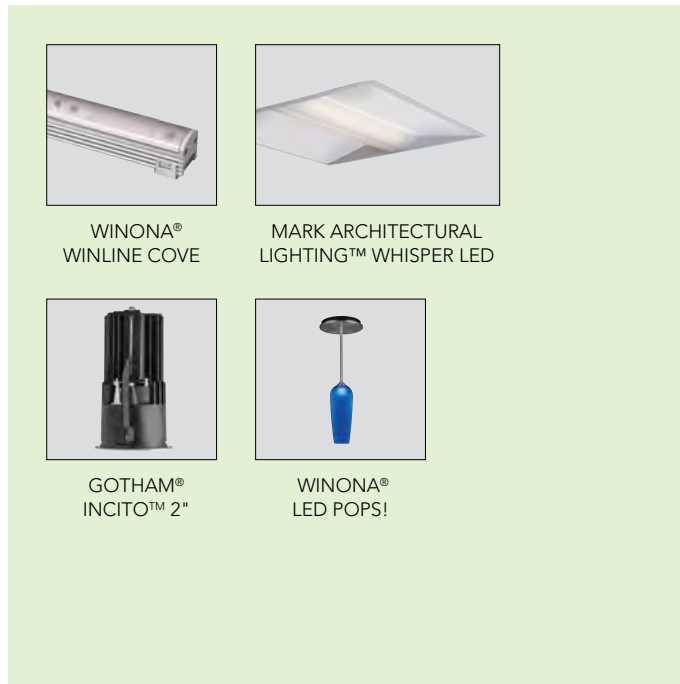 WINONA®
WINLINE COVE
MARK ARCHITECTURAL
LIGHTING™ WHISPER LED
GOTHAM®
INCITO™ 2"
WINONA®
LED POPS!